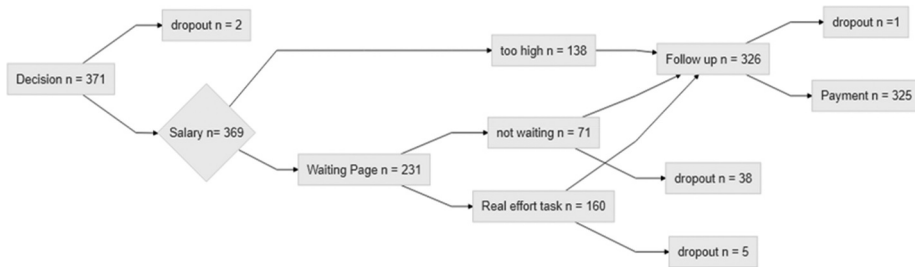 Decision n = 371
dropout n = 2
Salary n= 369
too high n = 138
Waiting Page n = 231
not waiting n = 71
Real effort task n = 160
Follow up n = 326
dropout n = 38
dropout n = 5
dropout n =1
Payment n = 325